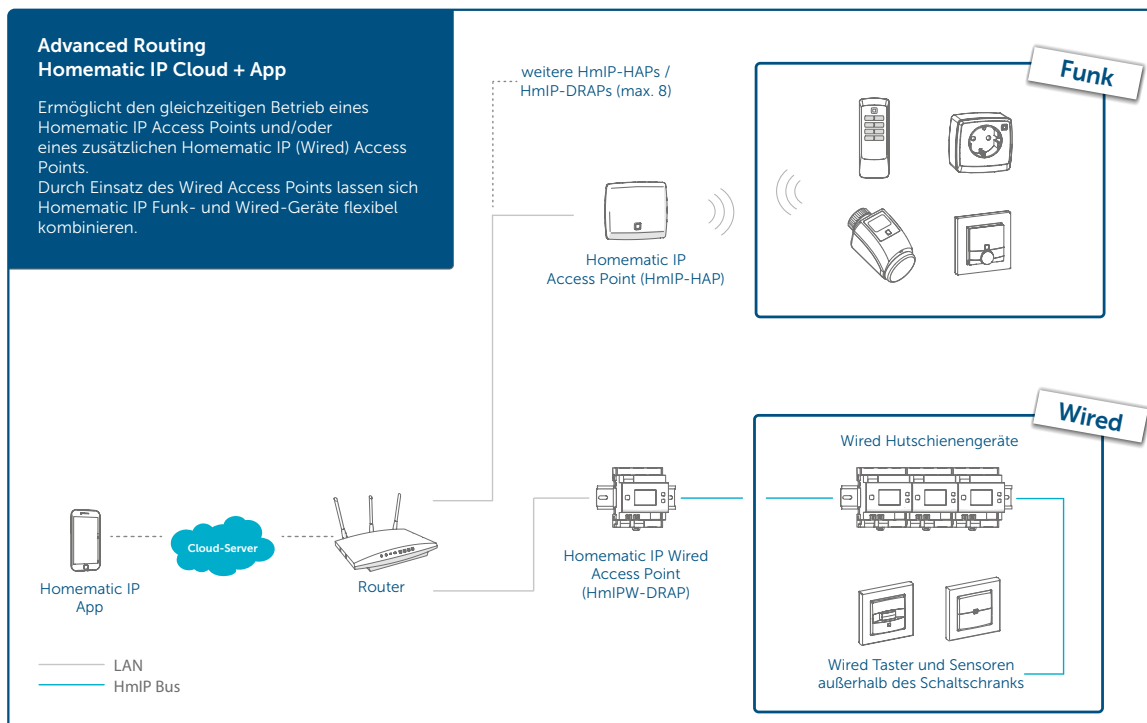 Advanced Routing
Homematic IP Cloud + App
Ermöglicht den gleichzeitigen Betrieb eines
Homematic IP Access Points und/oder
eines zusätzlichen Homematic IP (Wired) Access
Points.
Durch Einsatz des Wired Access Points lassen sich
Homematic IP Funk- und Wired-Geräte flexibel
kombinieren.
weitere HmIP-HAPs /
HmIP-DRAPs (max. 8)
Funk
Homematic IP
Access Point (HmIP-HAP)
Wired
Wired Hutschienengeräte
Cloud-Server
Homematic IP
App
Router
Homematic IP Wired
Access Point
(HmIPW-DRAP)
Wired Taster und Sensoren
außerhalb des Schaltschranks
LAN
HmIP Bus